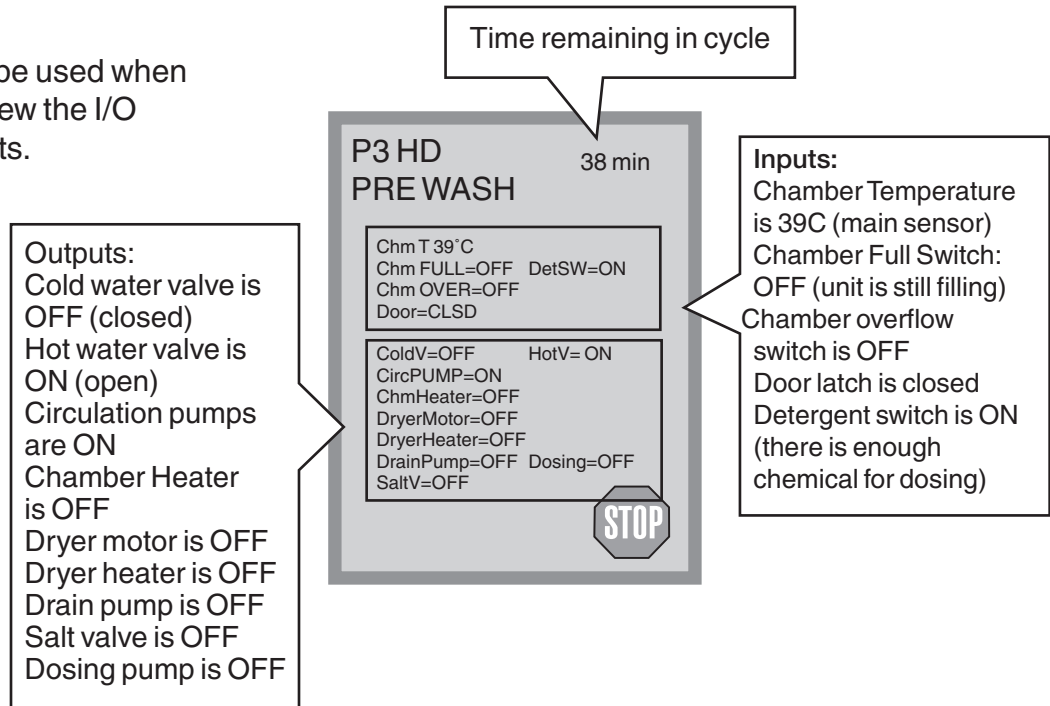 Time remaining in cycle
be used when
ew the I/O
ts.
P3 HD
PRE WASH
38 min
Chm T 39˚C
Chm FULL=OFF DetSW=ON
Chm OVER=OFF
Door=CLSD
ColdV=OFF HotV= ON
CircPUMP=ON
ChmHeater=OFF
DryerMotor=OFF
DryerHeater=OFF
DrainPump=OFF Dosing=OFF
SaltV=OFF
STOP
Outputs:
Cold water valve is
OFF (closed)
Hot water valve is
ON (open)
Circulation pumps
are ON
Chamber Heater
is OFF
Dryer motor is OFF
Dryer heater is OFF
Drain pump is OFF
Salt valve is OFF
Dosing pump is OFF
Inputs:
Chamber Temperature
is 39C (main sensor)
Chamber Full Switch:
OFF (unit is still filling)
Chamber overflow
switch is OFF
Door latch is closed
Detergent switch is ON
(there is enough
chemical for dosing)